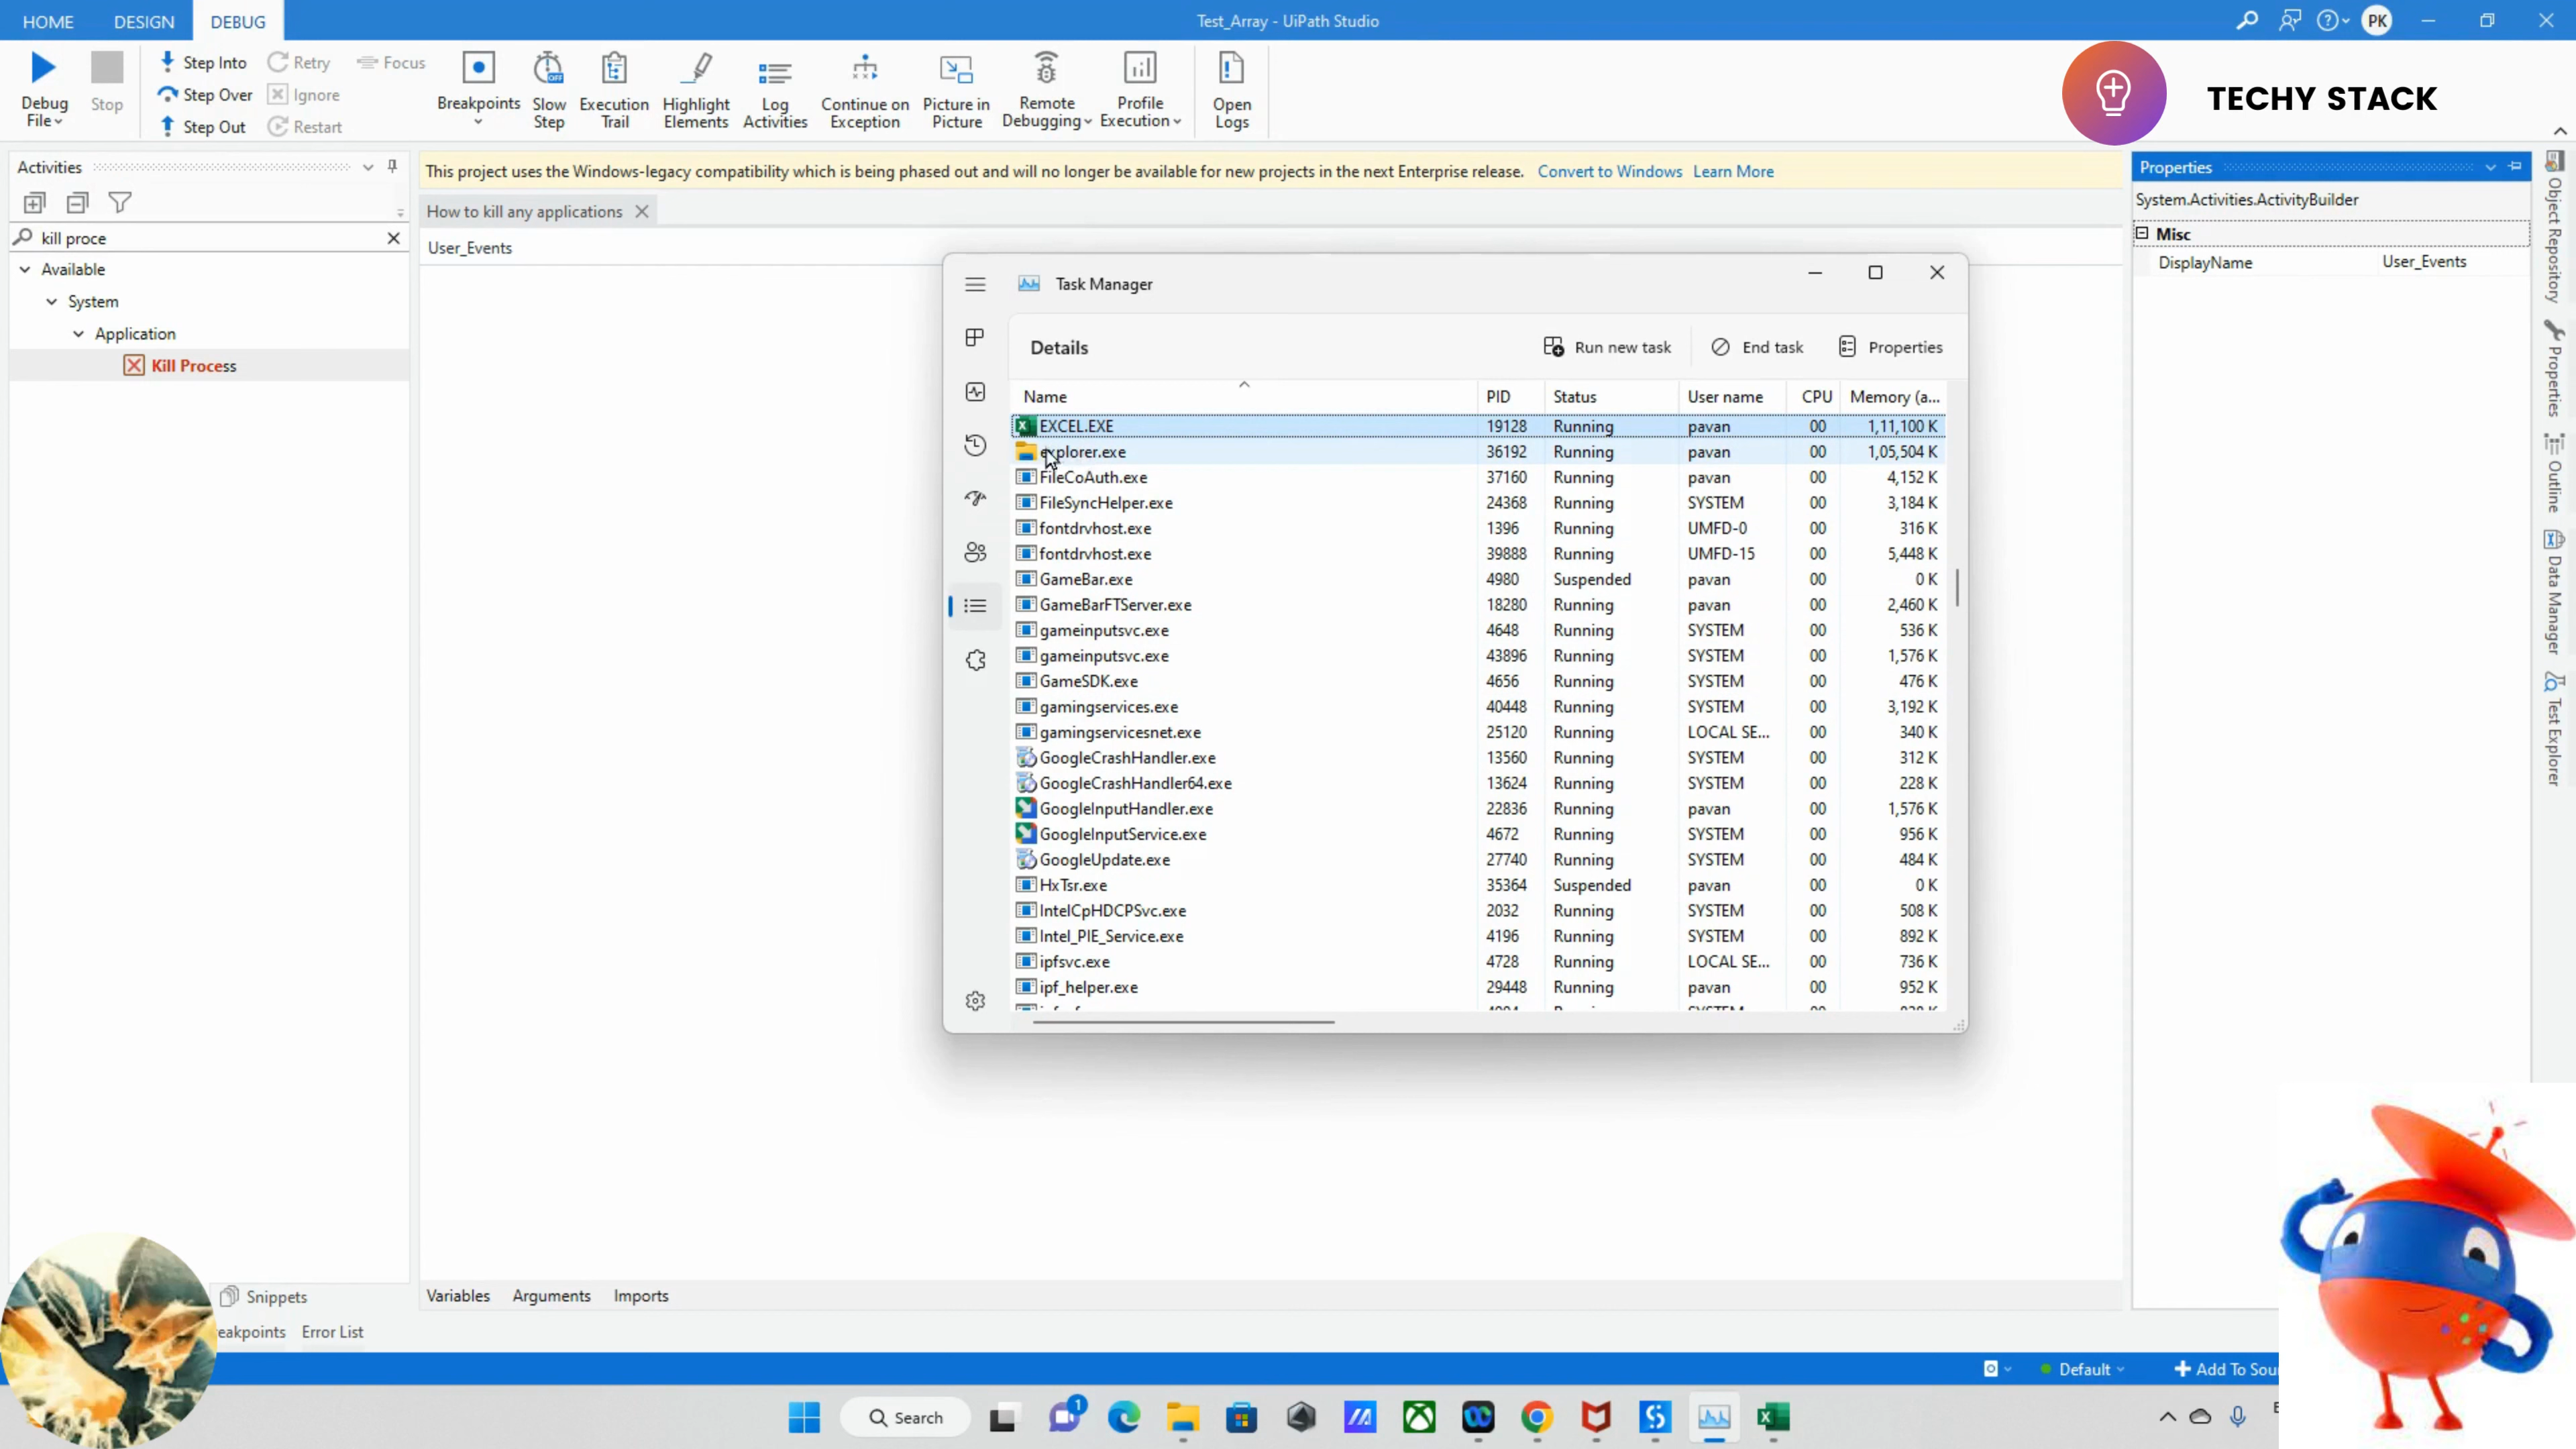 HOME DESIGN DEBUG Test_Array - UiPath Studio PK
Debug File Stop Step Into Step Over Step Out Retry Ignore Restart Focus Breakpoints Slow Step Execution Trail Highlight Elements Log Activities Continue on Exception Picture in Picture Remote Debugging Profile Execution Open Logs
TECHY STACK
Activities
kill proce
Available
System
Application
Kill Process
This project uses the Windows-legacy compatibility which is being phased out and will no longer be available for new projects in the next Enterprise release. Convert to Windows Learn More
How to kill any applications
User_Events
Task Manager
Details Run new task End task Properties
Name PID Status User name CPU Memory (a...
EXCEL.EXE 19128 Running pavan 00 1,11,100 K
explorer.exe 36192 Running pavan 00 1,05,504 K
FileCoAuth.exe 37160 Running pavan 00 4,152 K
FileSyncHelper.exe 24368 Running SYSTEM 00 3,184 K
fontdrvhost.exe 1396 Running UMFD-0 00 316 K
fontdrvhost.exe 39888 Running UMFD-15 00 5,448 K
GameBar.exe 4980 Suspended pavan 00 0 K
GameBarFTServer.exe 18280 Running pavan 00 2,460 K
gameinputsvc.exe 4648 Running SYSTEM 00 536 K
gameinputsvc.exe 43896 Running SYSTEM 00 1,576 K
GameSDK.exe 4656 Running SYSTEM 00 476 K
gamingservices.exe 40448 Running SYSTEM 00 3,192 K
gamingservicesnet.exe 25120 Running LOCAL SE... 00 340 K
GoogleCrashHandler.exe 13560 Running SYSTEM 00 312 K
GoogleCrashHandler64.exe 13624 Running SYSTEM 00 228 K
GoogleInputHandler.exe 22836 Running pavan 00 1,576 K
GoogleInputService.exe 4672 Running SYSTEM 00 956 K
GoogleUpdate.exe 27740 Running SYSTEM 00 484 K
HxTsr.exe 35364 Suspended pavan 00 0 K
IntelCpHDCPSvc.exe 2032 Running SYSTEM 00 508 K
Intel_PIE_Service.exe 4196 Running SYSTEM 00 892 K
ipfsvc.exe 4728 Running LOCAL SE... 00 736 K
ipf_helper.exe 29448 Running pavan 00 952 K
Properties
System.Activities.ActivityBuilder
Misc
DisplayName User_Events
Object Repository
Properties
Outline
Data Manager
Test Explorer
Snippets
Variables Arguments Imports
eakpoints Error List
Default Add To Sou
Search
1